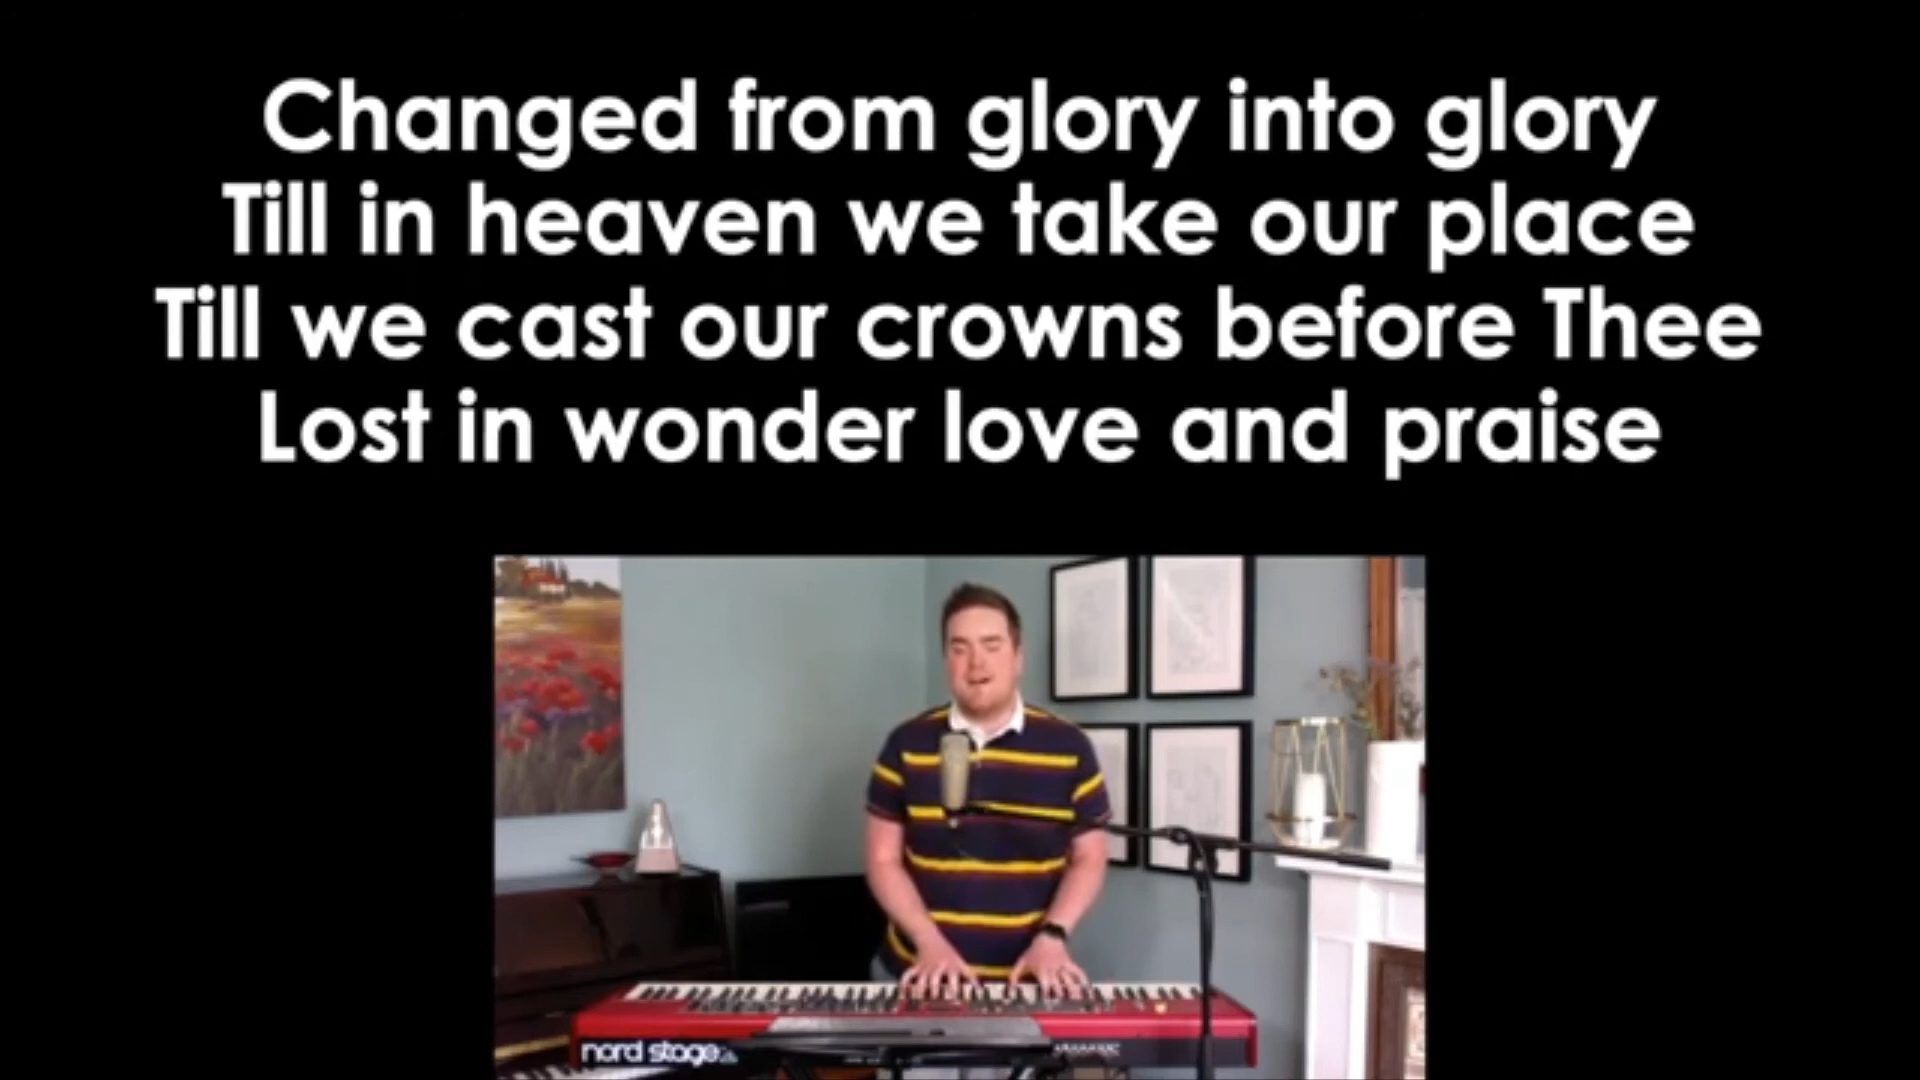 Changed from glory into glory
Till in heaven we take our place
Till we cast our crowns before Thee
Lost in wonder love and praise
nord stage